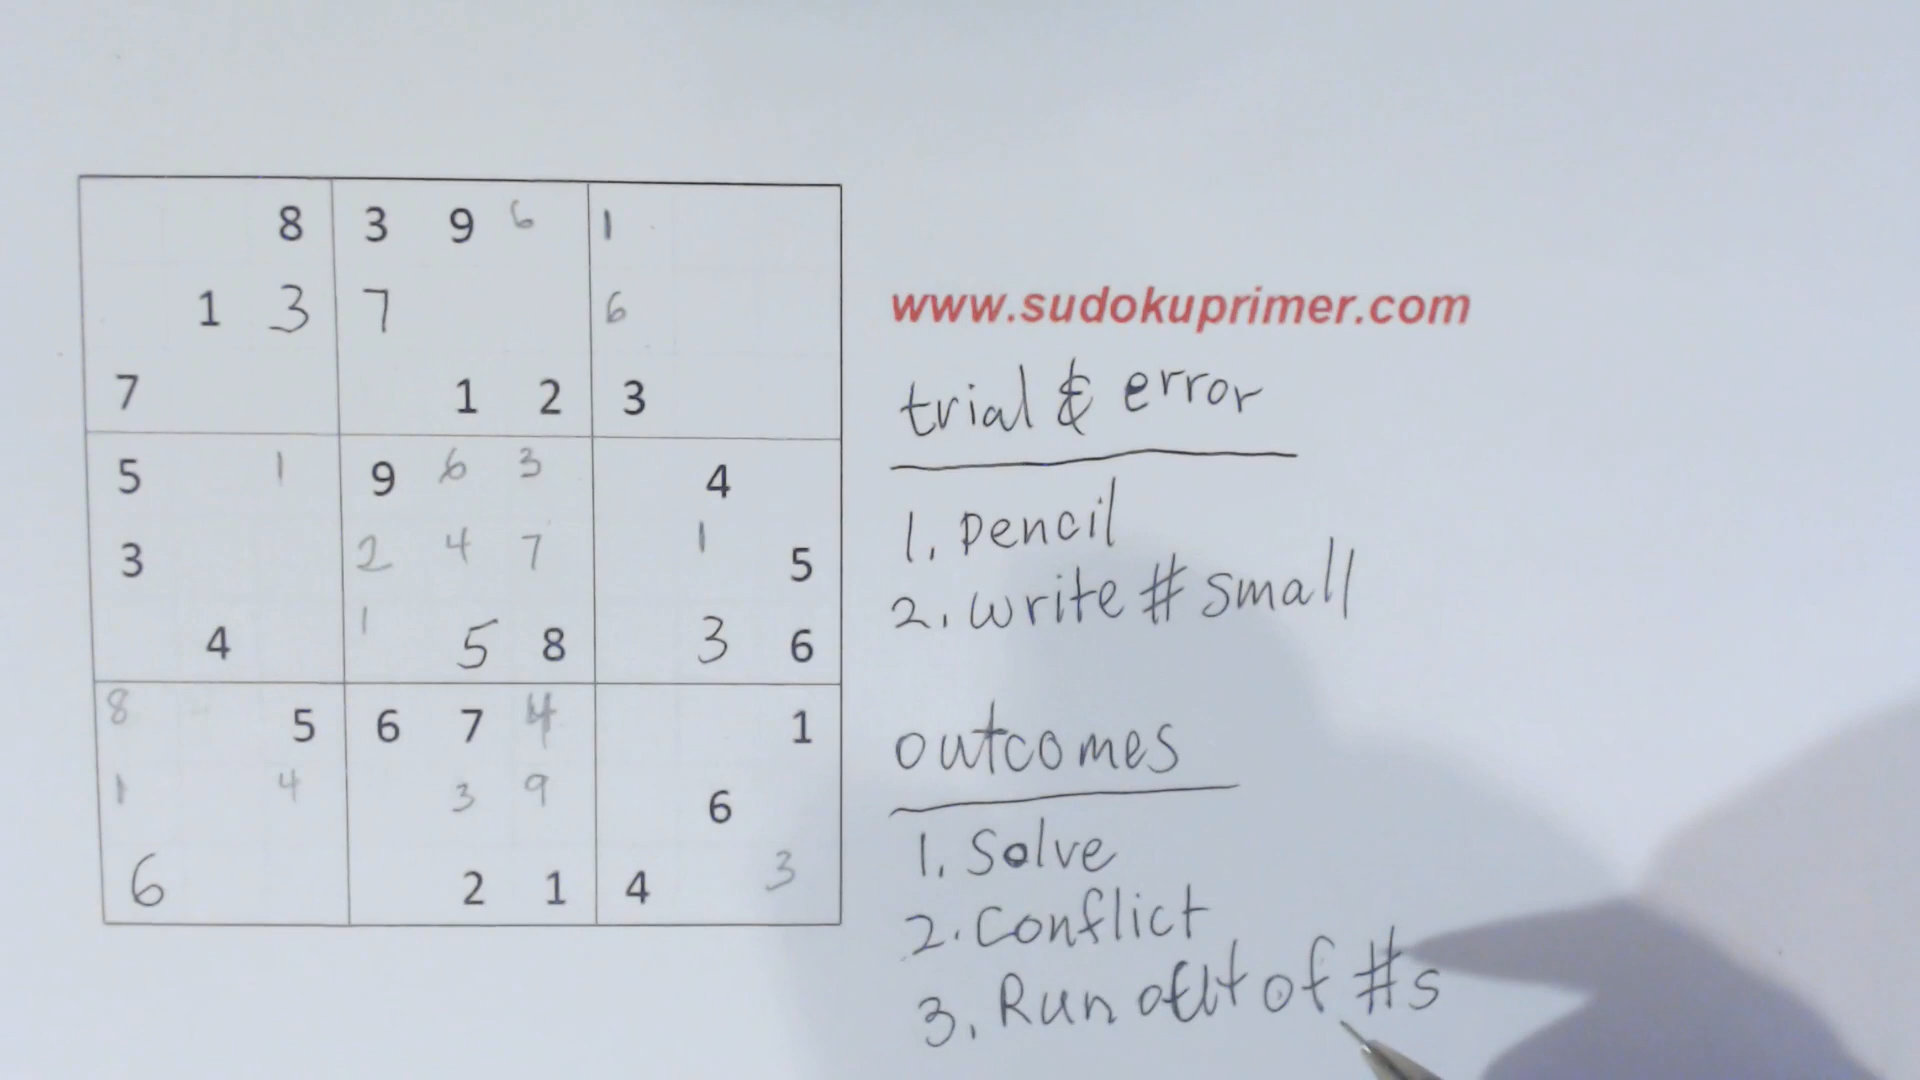 8 3 9 6 1
1 3 7 6
7 1 2 3
5 1 9 6 3 4
3 2 4 7 1 5
4 1 5 8 3 6
8 5 6 7 4 1
1 4 3 9 6
6 2 1 4 3
www.sudokuprimer.com
trial & error
1. pencil
2. write # small
outcomes
1. Solve
2. Conflict
3. Run out of #s